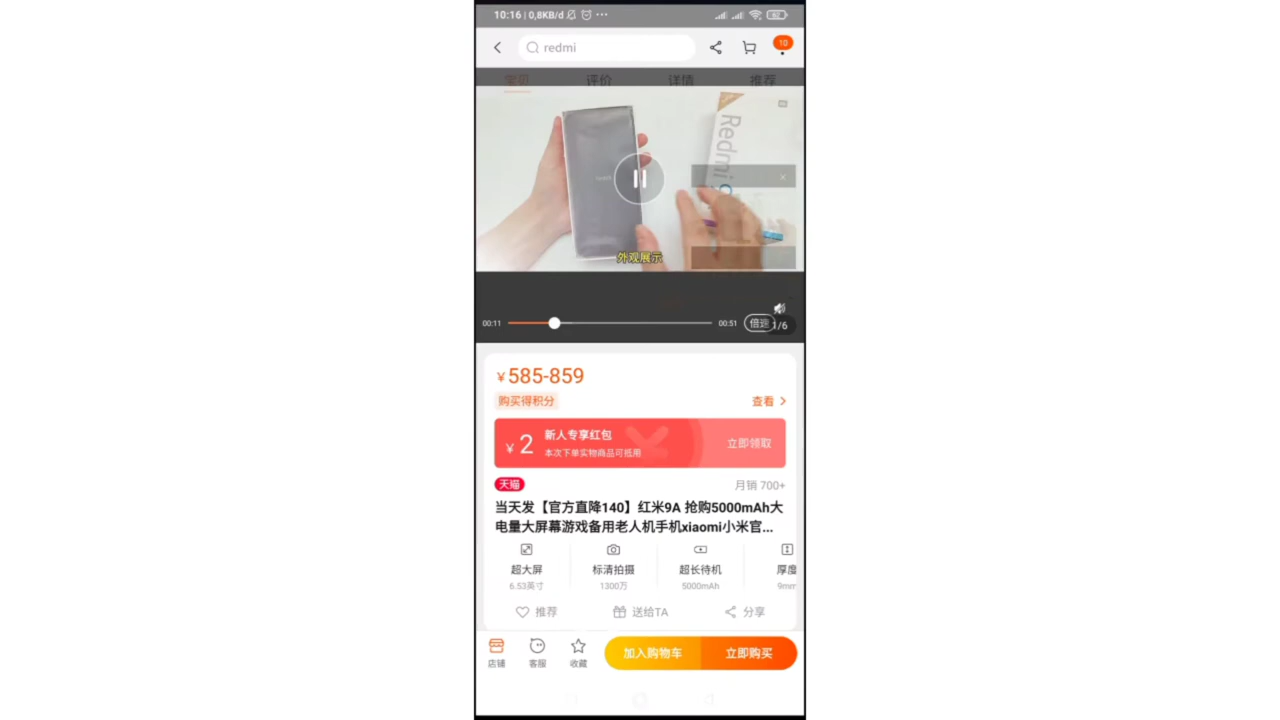 10:16 | 0,8KB/d ···
62
redmi
10
宝贝 评价 详情 推荐
Redmi
外观展示
00:11 00:51 倍速 1/6
¥585-859
购买得积分 查看
¥2 新人专享红包 立即领取
本次下单实物商品可抵用
天猫 月销 700+
当天发【官方直降140】红米9A 抢购5000mAh大
电量大屏幕游戏备用老人机手机xiaomi小米官...
超大屏 标清拍摄 超长待机 厚度
6.53英寸 1300万 5000mAh 9mm
推荐 送给TA 分享
店铺 客服 收藏 加入购物车 立即购买